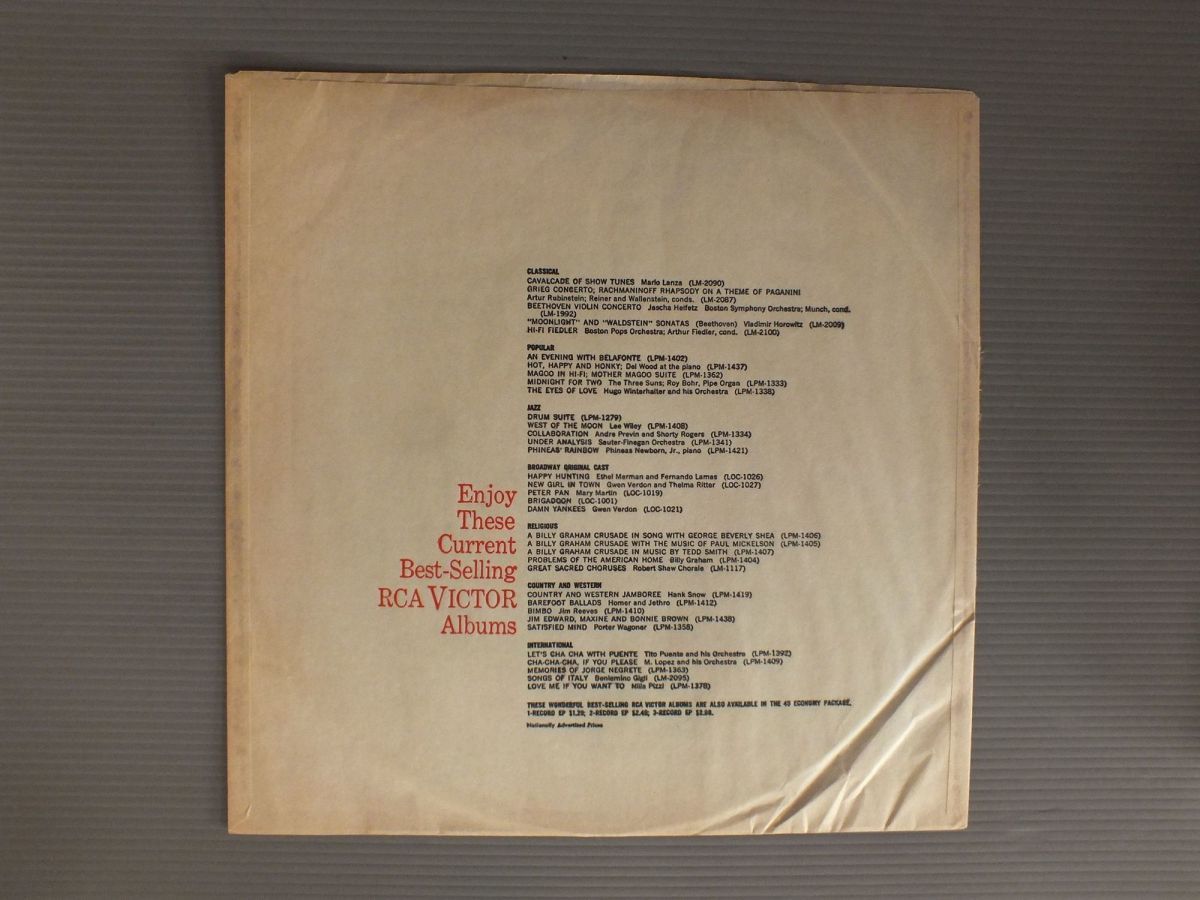 Enjoy
These
Current
Best-Selling
RCA VICTOR
Albums
CLASSICAL
CAVALCADE OF SHOW TUNES Mario Lanza (LM-2090)
GRIEG CONCERTO; RACHMANINOFF RHAPSODY ON A THEME OF PAGANINI
Artur Rubinstein; Reiner and Wallenstein, conds. (LM-2087)
BEETHOVEN VIOLIN CONCERTO Jascha Heifetz Boston Symphony Orchestra; Munch, cond.
(LM-1992)
"MOONLIGHT" AND "WALDSTEIN" SONATAS (Beethoven) Vladimir Horowitz (LM-2009)
HI-FI FIEDLER Boston Pops Orchestra; Arthur Fiedler, cond. (LM-2100)
POPULAR
AN EVENING WITH BELAFONTE (LPM-1402)
HOT, HAPPY AND HONKY; Del Wood at the piano (LPM-1437)
MAGOO IN HI-FI; MOTHER MAGOO SUITE (LPM-1362)
MIDNIGHT FOR TWO The Three Suns; Roy Bohr, Pipe Organ (LPM-1333)
THE EYES OF LOVE Hugo Winterhalter and his Orchestra (LPM-1338)
JAZZ
DRUM SUITE (LPM-1279)
WEST OF THE MOON Lee Wiley (LPM-1408)
COLLABORATION Andre Previn and Shorty Rogers (LPM-1334)
UNDER ANALYSIS Sauter-Finegan Orchestra (LPM-1341)
PHINEAS' RAINBOW Phineas Newborn, Jr., piano (LPM-1421)
BROADWAY ORIGINAL CAST
HAPPY HUNTING Ethel Merman and Fernando Lamas (LOC-1026)
NEW GIRL IN TOWN Gwen Verdon and Thelma Ritter (LOC-1027)
PETER PAN Mary Martin (LOC-1019)
BRIGADOON (LOC-1001)
DAMN YANKEES Gwen Verdon (LOC-1021)
RELIGIOUS
A BILLY GRAHAM CRUSADE IN SONG WITH GEORGE BEVERLY SHEA (LPM-1406)
A BILLY GRAHAM CRUSADE WITH THE MUSIC OF PAUL MICKELSON (LPM-1405)
A BILLY GRAHAM CRUSADE IN MUSIC BY TEDD SMITH (LPM-1407)
PROBLEMS OF THE AMERICAN HOME Billy Graham (LPM-1404)
GREAT SACRED CHORUSES Robert Shaw Chorale (LM-1117)
COUNTRY AND WESTERN
COUNTRY AND WESTERN JAMBOREE Hank Snow (LPM-1419)
BAREFOOT BALLADS Homer and Jethro (LPM-1412)
BIMBO Jim Reeves (LPM-1410)
JIM EDWARD, MAXINE AND BONNIE BROWN (LPM-1438)
SATISFIED MIND Porter Wagoner (LPM-1358)
INTERNATIONAL
LET'S CHA CHA WITH PUENTE Tito Puente and his Orchestra (LPM-1392)
CHA-CHA-CHA, IF YOU PLEASE M. Lopez and his Orchestra (LPM-1409)
MEMORIES OF JORGE NEGRETE (LPM-1363)
SONGS OF ITALY Beniamino Gigli (LM-2095)
LOVE ME IF YOU WANT TO Milla Pizzi (LPM-1378)
THESE WONDERFUL BEST-SELLING RCA VICTOR ALBUMS ARE ALSO AVAILABLE IN THE 45 ECONOMY PACKAGE.
1-RECORD EP $1.29; 2-RECORD EP $2.49; 3-RECORD EP $3.98.
Nationally Advertised Prices